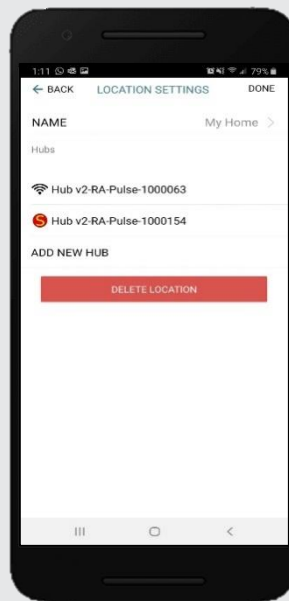 1:11 79%
← BACK LOCATION SETTINGS DONE
NAME My Home >
Hubs
Hub v2-RA-Pulse-1000063
S Hub v2-RA-Pulse-1000154
ADD NEW HUB
DELETE LOCATION